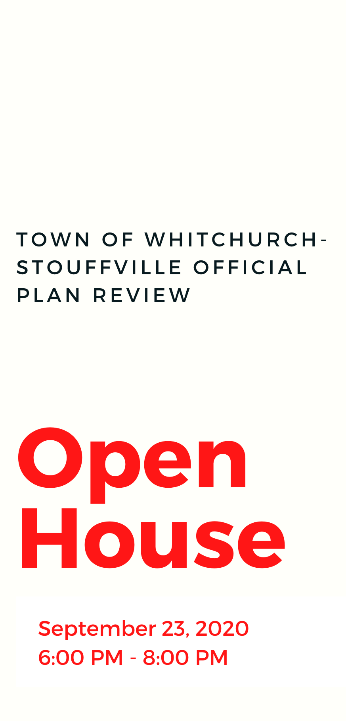 TOWN OF WHITCHURCH-
STOUFFVILLE OFFICIAL
PLAN REVIEW
Open
House
September 23, 2020
6:00 PM - 8:00 PM